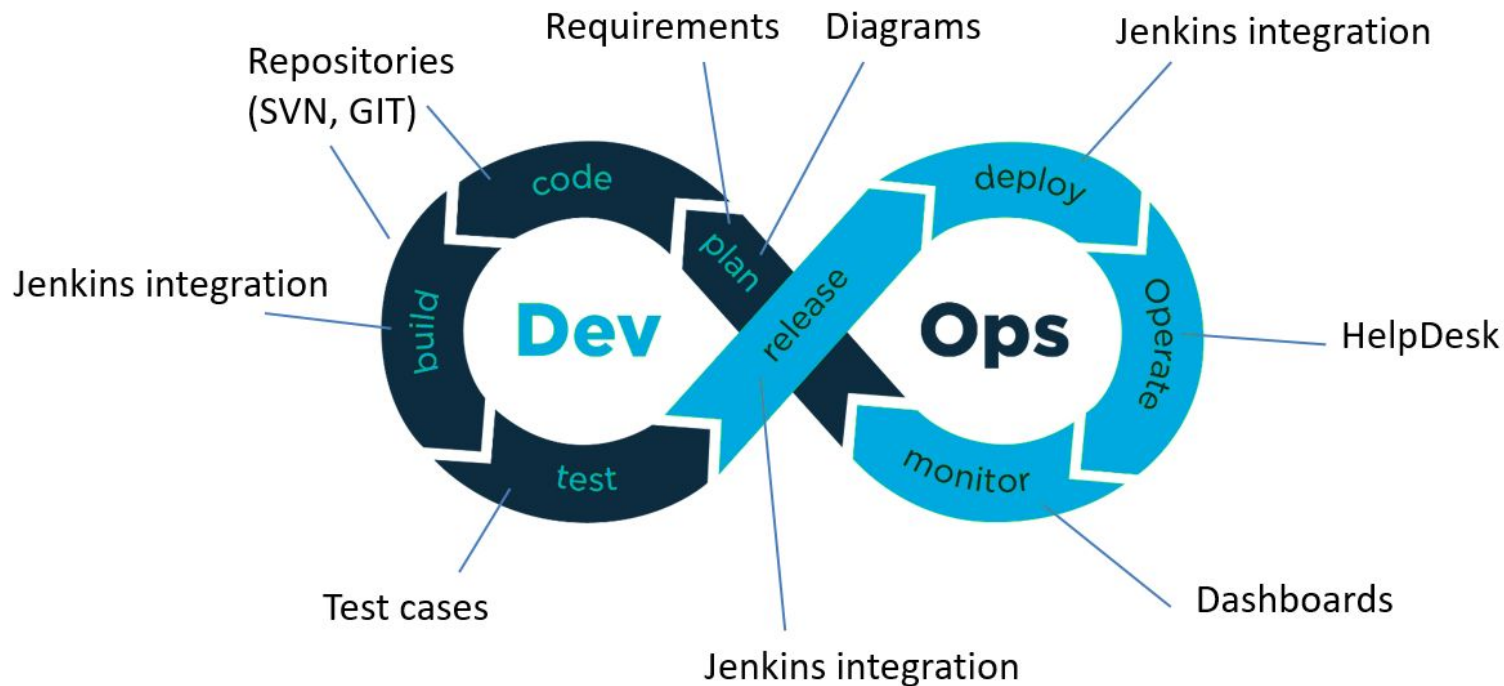 Requirements
Diagrams
Jenkins integration
Repositories
(SVN, GIT)
code
deploy
plan
Jenkins integration
build
Dev
release
Ops
Operate
HelpDesk
test
monitor
Test cases
Dashboards
Jenkins integration